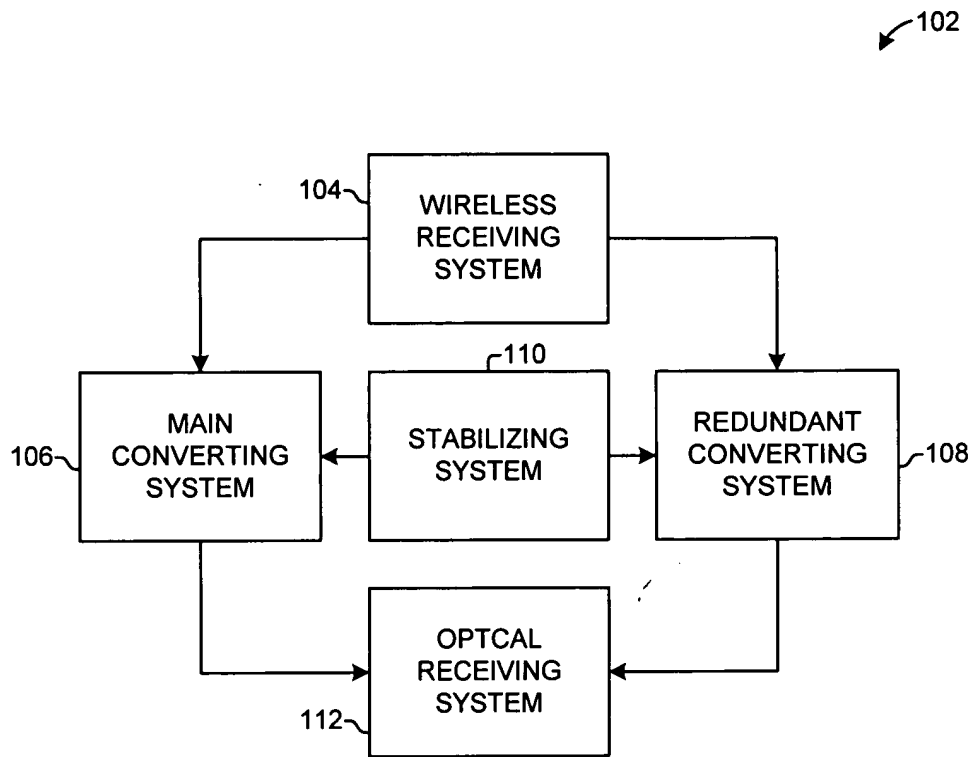 102
104
WIRELESS
RECEIVING
SYSTEM
110
106
MAIN
CONVERTING
SYSTEM
STABILIZING
SYSTEM
REDUNDANT
CONVERTING
SYSTEM
108
OPTCAL
RECEIVING
SYSTEM
112